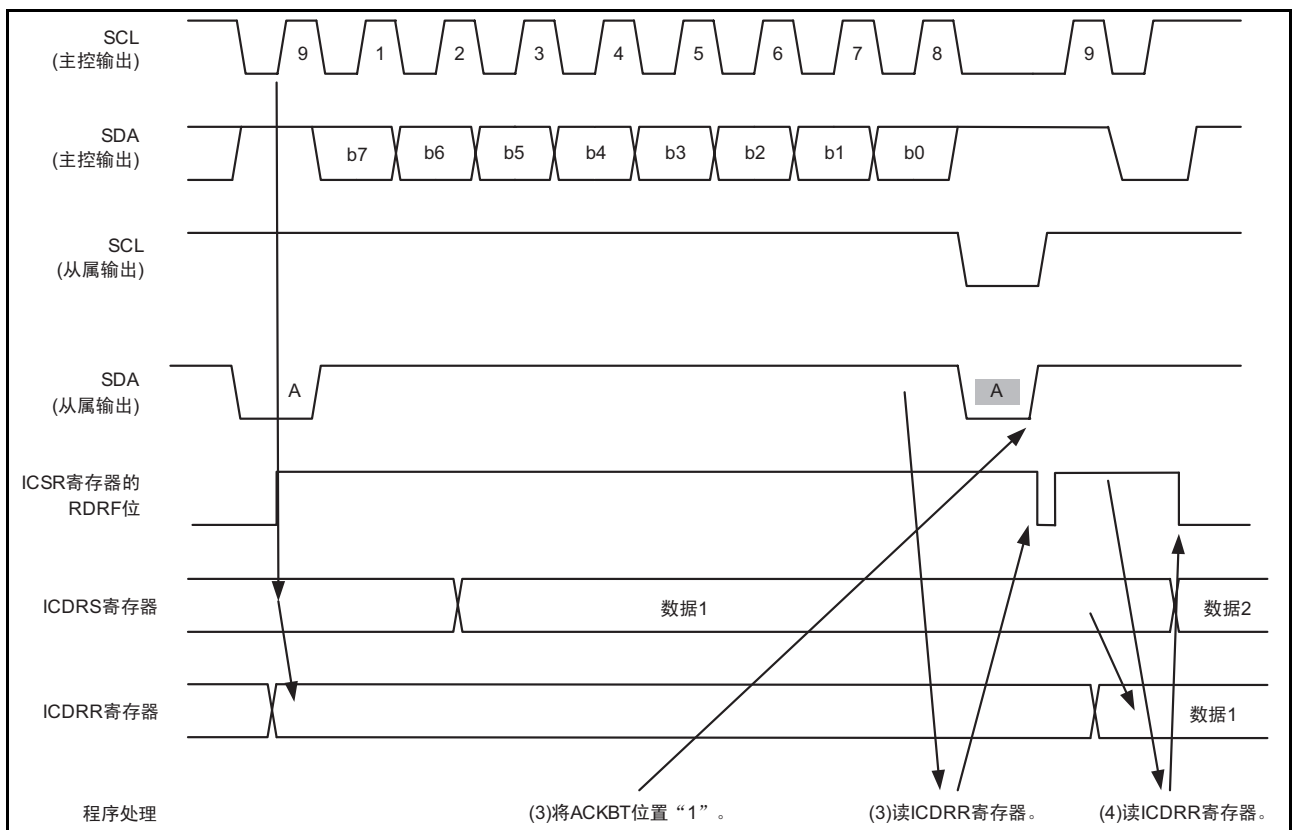 SCL
(主控输出)
9 1 2 3 4 5 6 7 8 9
SDA
(主控输出)
b7 b6 b5 b4 b3 b2 b1 b0
SCL
(从属输出)
SDA
(从属输出)
A A
ICSR寄存器的
RDRF位
ICDRS寄存器
数据1 数据2
ICDRR寄存器
数据1
程序处理
(3)将ACKBT位置“1”。 (3)读ICDRR寄存器。 (4)读ICDRR寄存器。